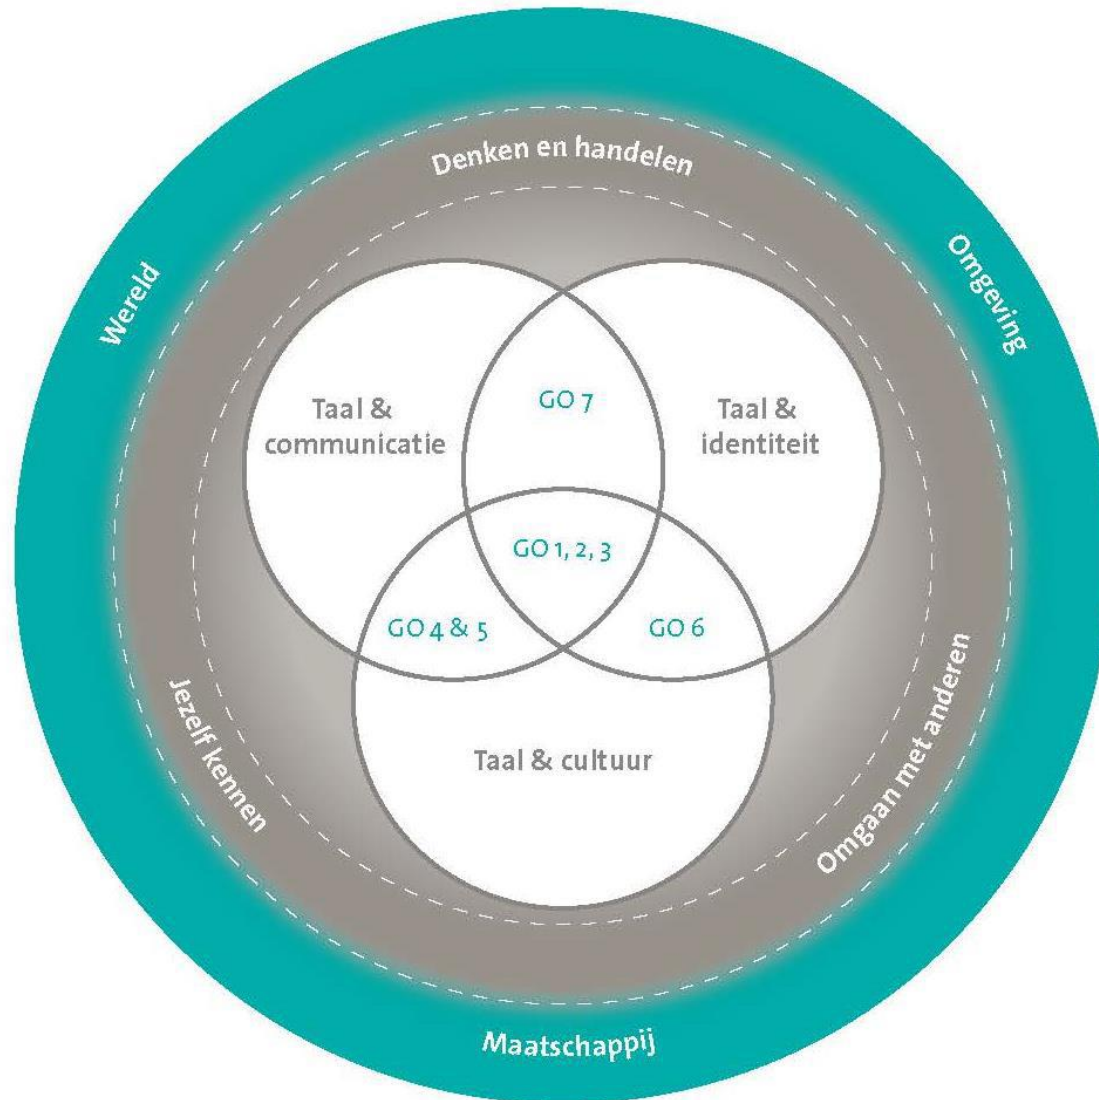 Denken en handelen
Wereld
Omgeving
Taal &
communicatie
GO 7
Taal &
identiteit
GO 1, 2, 3
GO 4 & 5
GO 6
Jezelf kennen
Omgaan met anderen
Taal & cultuur
Maatschappij